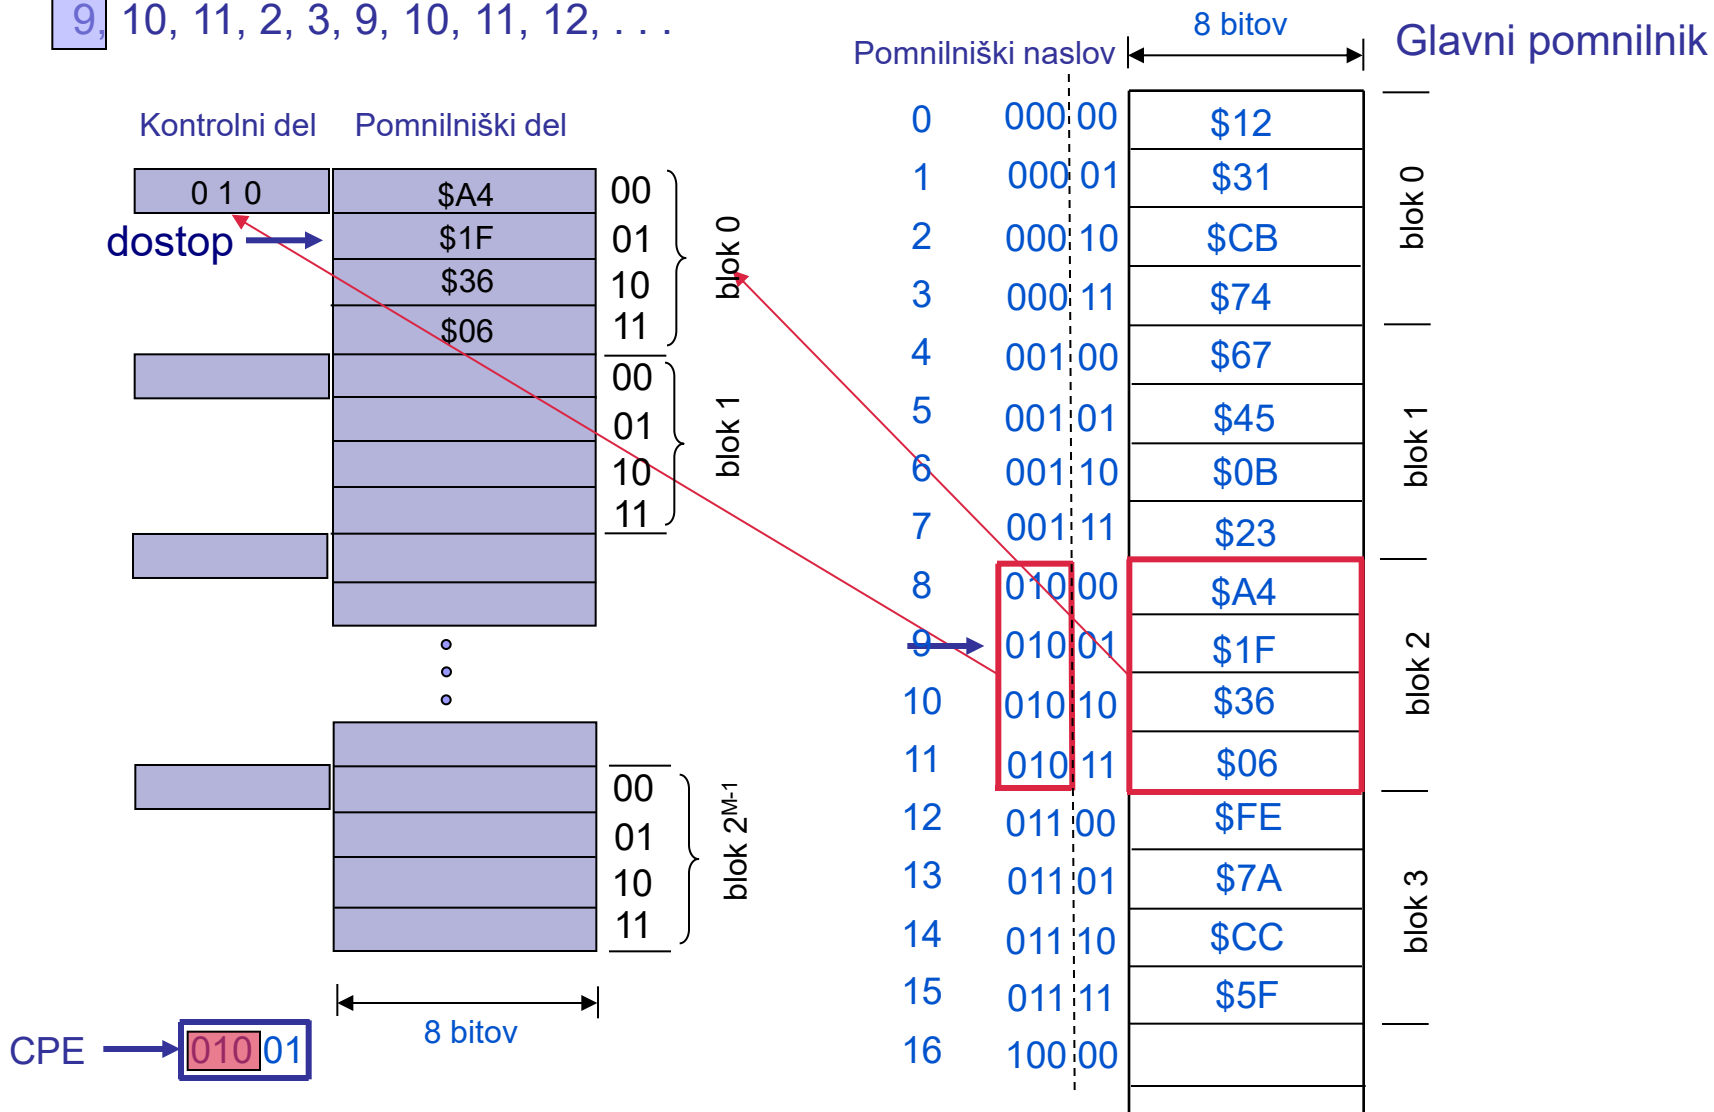 9, 10, 11, 2, 3, 9, 10, 11, 12, . . .
Kontrolni del Pomnilniški del
0 1 0 $A4 00
dostop $1F 01
$36 10
$06 11
blok 0
00
01
10
11
blok 1
00
01
10
11
blok 2M-1
8 bitov
CPE 010 01
Pomnilniški naslov 8 bitov Glavni pomnilnik
0 000 00 $12
1 000 01 $31
2 000 10 $CB
3 000 11 $74
blok 0
4 001 00 $67
5 001 01 $45
6 001 10 $0B
7 001 11 $23
blok 1
8 010 00 $A4
9 010 01 $1F
10 010 10 $36
11 010 11 $06
blok 2
12 011 00 $FE
13 011 01 $7A
14 011 10 $CC
15 011 11 $5F
blok 3
16 100 00